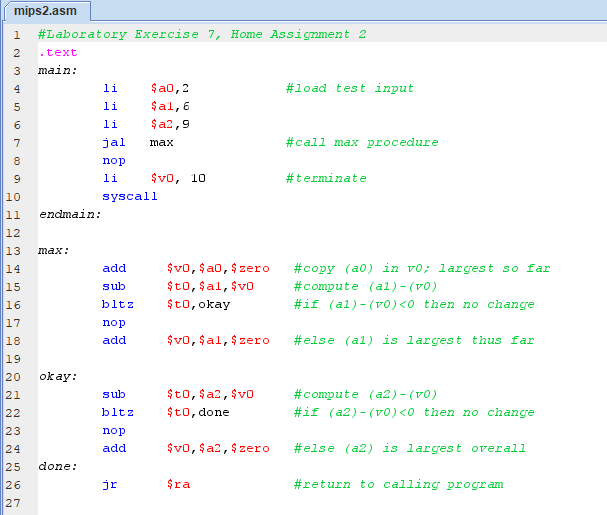 mips2.asm
1 #Laboratory Exercise 7, Home Assignment 2
2 .text
3 main:
4 li $a0,2 #load test input
5 li $a1,6
6 li $a2,9
7 jal max #call max procedure
8 nop
9 li $v0, 10 #terminate
10 syscall
11 endmain:
12
13 max:
14 add $v0,$a0,$zero #copy (a0) in v0; largest so far
15 sub $t0,$a1,$v0 #compute (a1)-(v0)
16 bltz $t0,okay #if (a1)-(v0)<0 then no change
17 nop
18 add $v0,$a1,$zero #else (a1) is largest thus far
19
20 okay:
21 sub $t0,$a2,$v0 #compute (a2)-(v0)
22 bltz $t0,done #if (a2)-(v0)<0 then no change
23 nop
24 add $v0,$a2,$zero #else (a2) is largest overall
25 done:
26 jr $ra #return to calling program
27